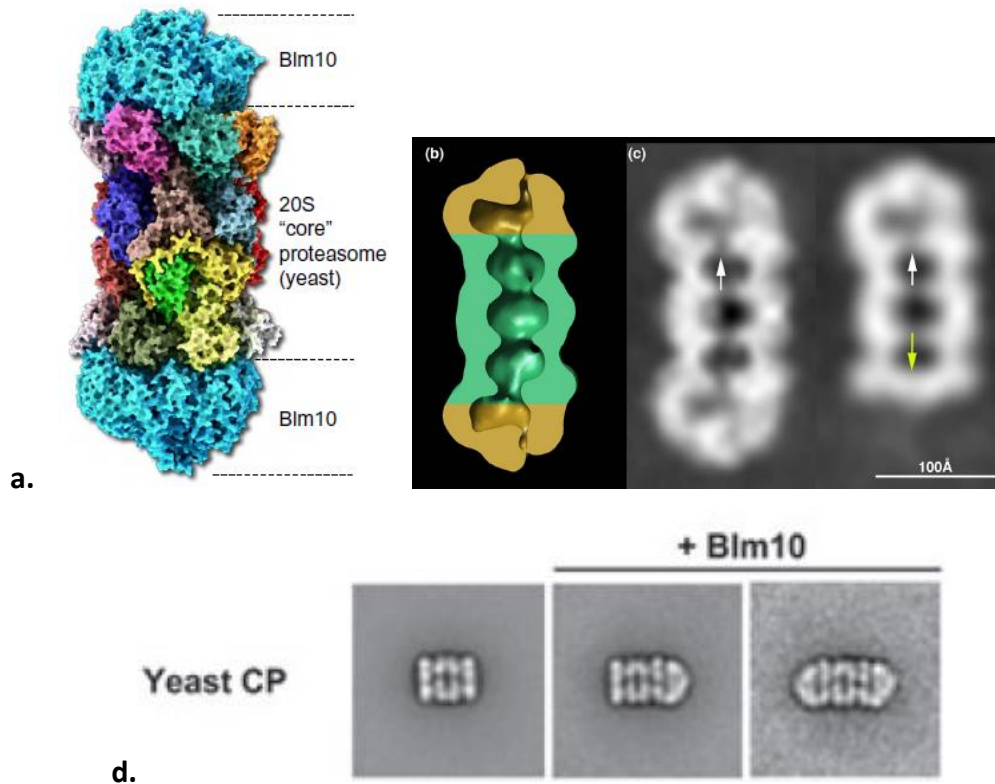 Blm10
20S
“core”
proteasome
(yeast)
Blm10
a.
(b)
(c)
100Å
+ Blm10
Yeast CP
d.